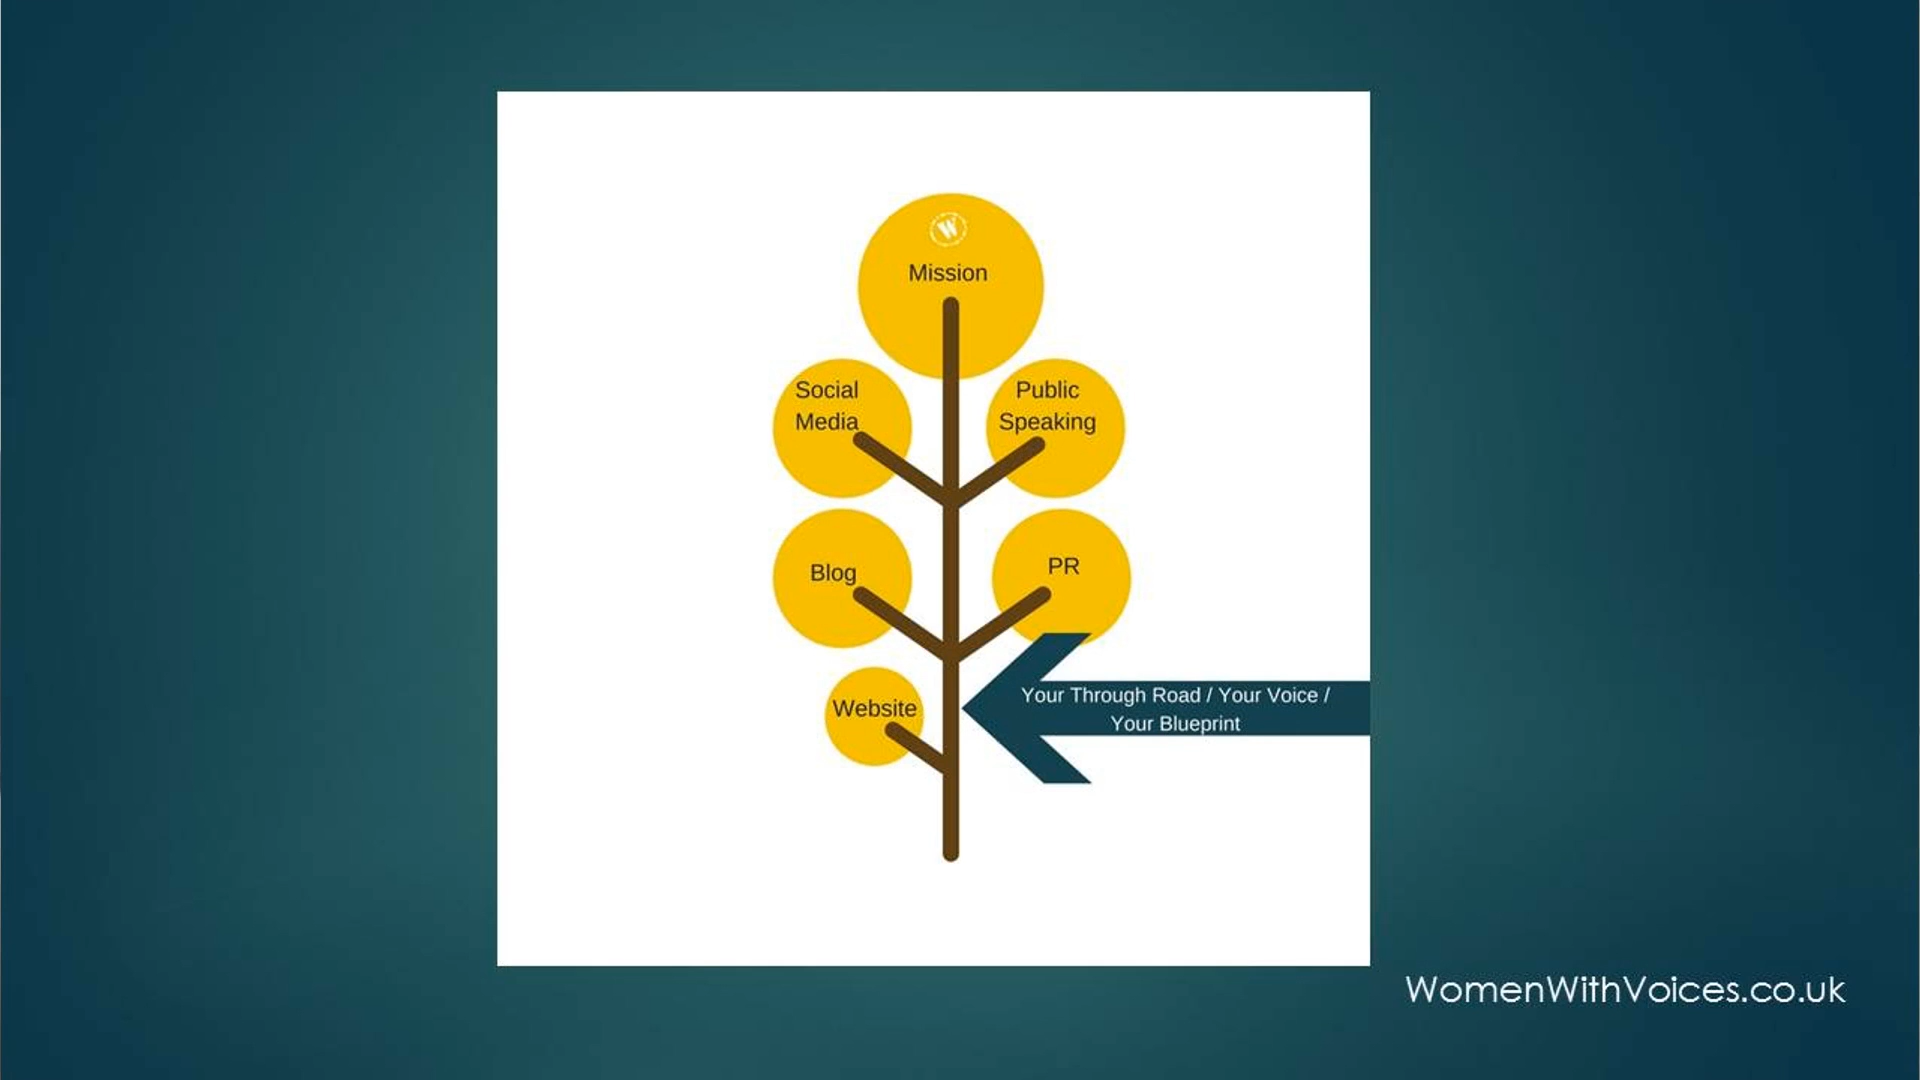 W
Mission
Social
Media
Public
Speaking
Blog
PR
Website
Your Through Road / Your Voice /
Your Blueprint
WomenWithVoices.co.uk